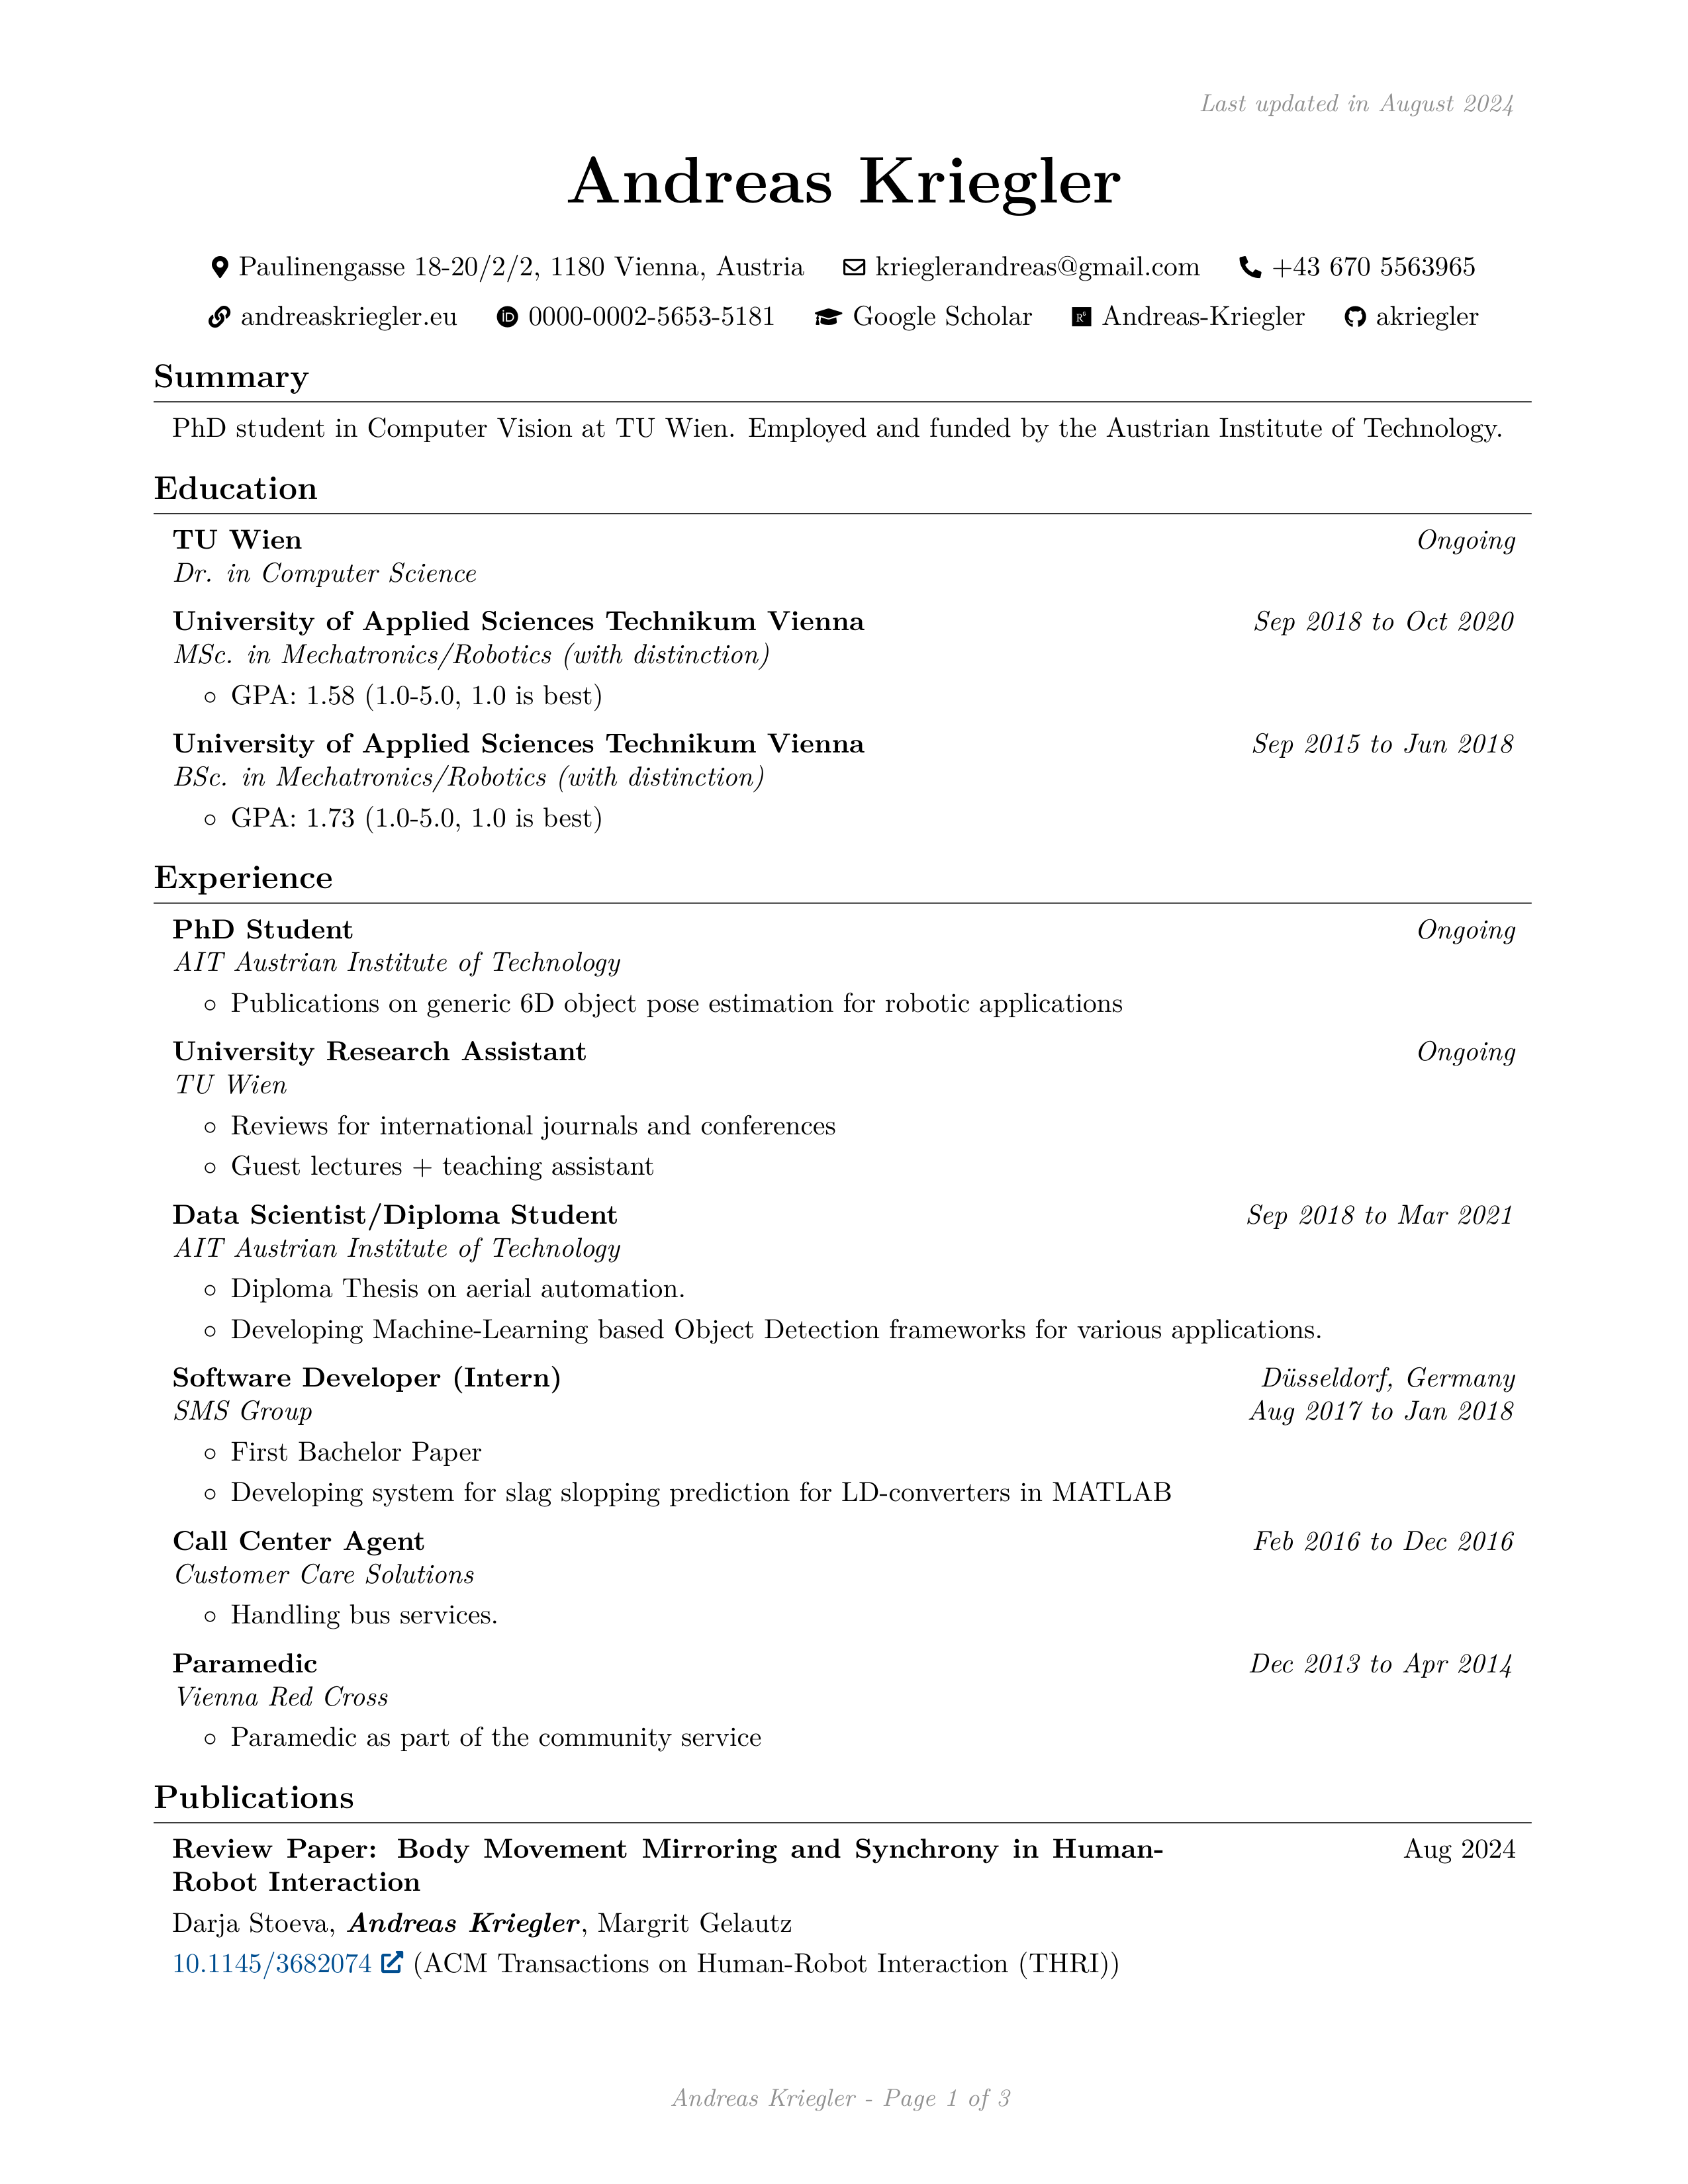 Last updated in August 2024
Andreas Kriegler
Paulinengasse 18-20/2/2, 1180 Vienna, Austria krieglerandreas@gmail.com +43 670 5563965
andreaskriegler.eu 0000-0002-5653-5181 Google Scholar Andreas-Kriegler akriegler
Summary
PhD student in Computer Vision at TU Wien. Employed and funded by the Austrian Institute of Technology.
Education
TU Wien Ongoing
Dr. in Computer Science
University of Applied Sciences Technikum Vienna Sep 2018 to Oct 2020
MSc. in Mechatronics/Robotics (with distinction)
◦ GPA: 1.58 (1.0-5.0, 1.0 is best)
University of Applied Sciences Technikum Vienna Sep 2015 to Jun 2018
BSc. in Mechatronics/Robotics (with distinction)
◦ GPA: 1.73 (1.0-5.0, 1.0 is best)
Experience
PhD Student Ongoing
AIT Austrian Institute of Technology
◦ Publications on generic 6D object pose estimation for robotic applications
University Research Assistant Ongoing
TU Wien
◦ Reviews for international journals and conferences
◦ Guest lectures + teaching assistant
Data Scientist/Diploma Student Sep 2018 to Mar 2021
AIT Austrian Institute of Technology
◦ Diploma Thesis on aerial automation.
◦ Developing Machine-Learning based Object Detection frameworks for various applications.
Software Developer (Intern) Düsseldorf, Germany
SMS Group Aug 2017 to Jan 2018
◦ First Bachelor Paper
◦ Developing system for slag slopping prediction for LD-converters in MATLAB
Call Center Agent Feb 2016 to Dec 2016
Customer Care Solutions
◦ Handling bus services.
Paramedic Dec 2013 to Apr 2014
Vienna Red Cross
◦ Paramedic as part of the community service
Publications
Review Paper: Body Movement Mirroring and Synchrony in Human- Aug 2024
Robot Interaction
Darja Stoeva, Andreas Kriegler, Margrit Gelautz
10.1145/3682074 (ACM Transactions on Human-Robot Interaction (THRI))
Andreas Kriegler - Page 1 of 3